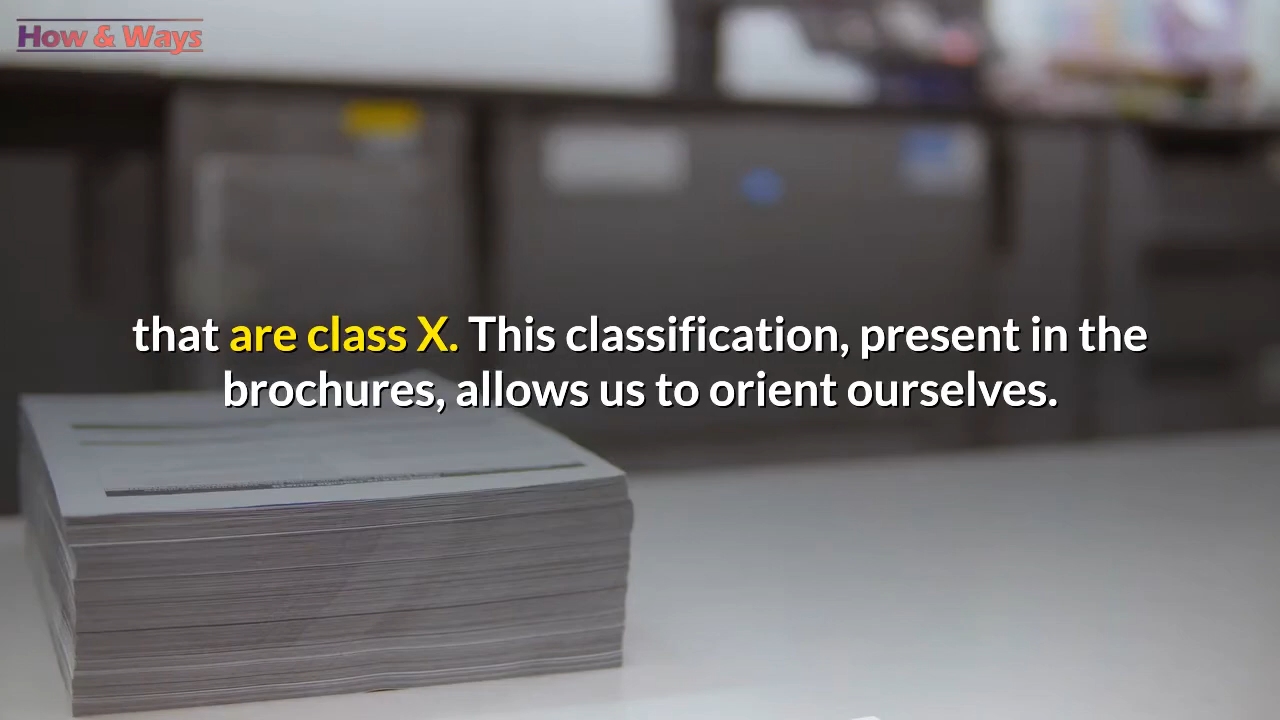 How & Ways
that are class X. This classification, present in the
brochures, allows us to orient ourselves.